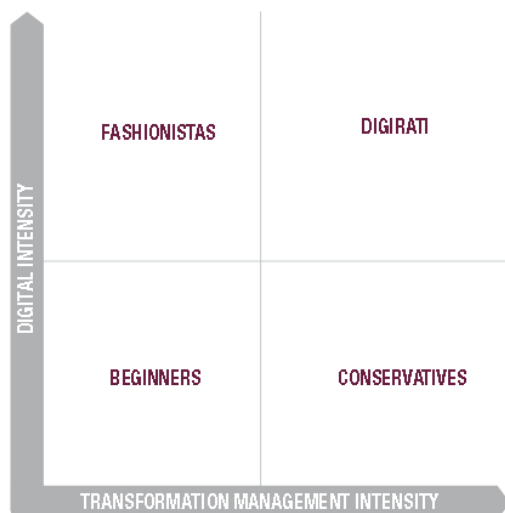 FASHIONISTAS
DIGIRATI
DIGITAL INTENSITY
BEGINNERS
CONSERVATIVES
TRANSFORMATION MANAGEMENT INTENSITY